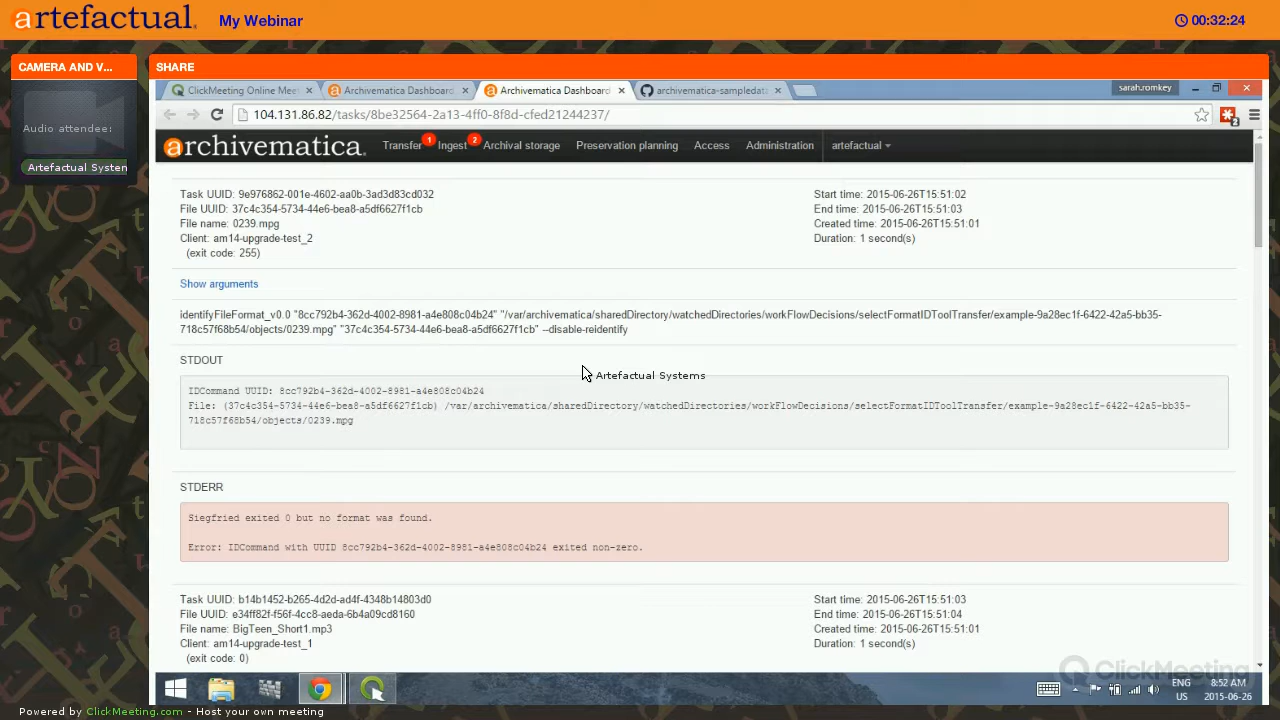 artefactual
My Webinar
00:32:24
CAMERA AND V...
SHARE
Audio attendee:
Artefactual System
ClickMeeting Online Meet
Archivematica Dashboard
Archivematica Dashboard
archivematica-sampledata
sarah.romkey
104.131.86.82/tasks/8be32564-2a13-4ff0-8f8d-cfed21244237/
2
archivematica
Transfer 1
Ingest 2
Archival storage
Preservation planning
Access
Administration
artefactual
Task UUID: 9e976862-001e-4602-aa0b-3ad3d83cd032
File UUID: 37c4c354-5734-44e6-bea8-a5df6627f1cb
File name: 0239.mpg
Client: am14-upgrade-test_2
(exit code: 255)
Start time: 2015-06-26T15:51:02
End time: 2015-06-26T15:51:03
Created time: 2015-06-26T15:51:01
Duration: 1 second(s)
Show arguments
identifyFileFormat_v0.0 "8cc792b4-362d-4002-8981-a4e808c04b24" "/var/archivematica/sharedDirectory/watchedDirectories/workFlowDecisions/selectFormatIDToolTransfer/example-9a28ec1f-6422-42a5-bb35-
718c57f68b54/objects/0239.mpg" "37c4c354-5734-44e6-bea8-a5df6627f1cb" --disable-reidentify
STDOUT
Artefactual Systems
IDCommand UUID: 8cc792b4-362d-4002-8981-a4e808c04b24
File: (37c4c354-5734-44e6-bea8-a5df6627f1cb) /var/archivematica/sharedDirectory/watchedDirectories/workFlowDecisions/selectFormatIDToolTransfer/example-9a28ec1f-6422-42a5-bb35-
718c57f68b54/objects/0239.mpg
STDERR
Siegfried exited 0 but no format was found.
Error: IDCommand with UUID 8cc792b4-362d-4002-8981-a4e808c04b24 exited non-zero.
Task UUID: b14b1452-b265-4d2d-ad4f-4348b14803d0
File UUID: e34ff82f-f56f-4cc8-aeda-6b4a09cd8160
File name: BigTeen_Short1.mp3
Client: am14-upgrade-test_1
(exit code: 0)
Start time: 2015-06-26T15:51:03
End time: 2015-06-26T15:51:04
Created time: 2015-06-26T15:51:01
Duration: 1 second(s)
ClickMeeting
ENG
US
8:52 AM
2015-06-26
Powered by ClickMeeting.com - Host your own meeting